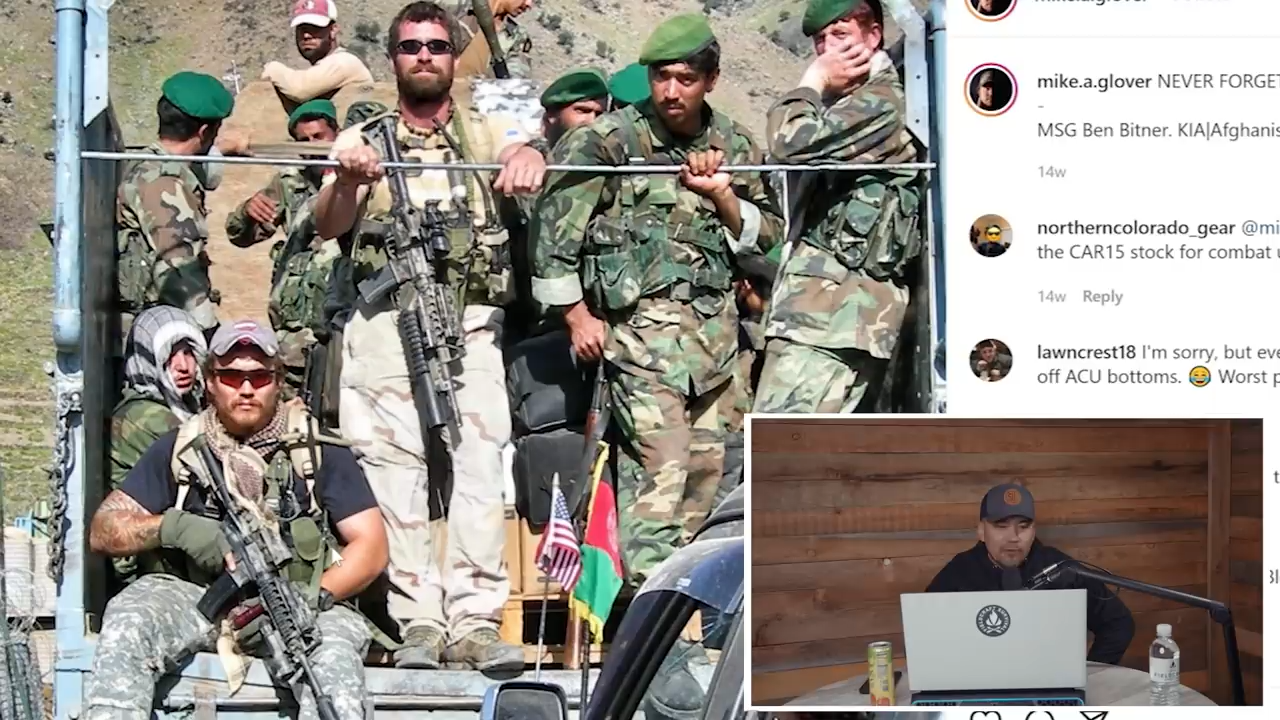 mike.a.glover NEVER FORGET
-
MSG Ben Bitner. KIA|Afghanis
14w
northerncolorado_gear @mi
the CAR15 stock for combat u
14w Reply
lawncrest18 I'm sorry, but eve
off ACU bottoms. 😂 Worst p